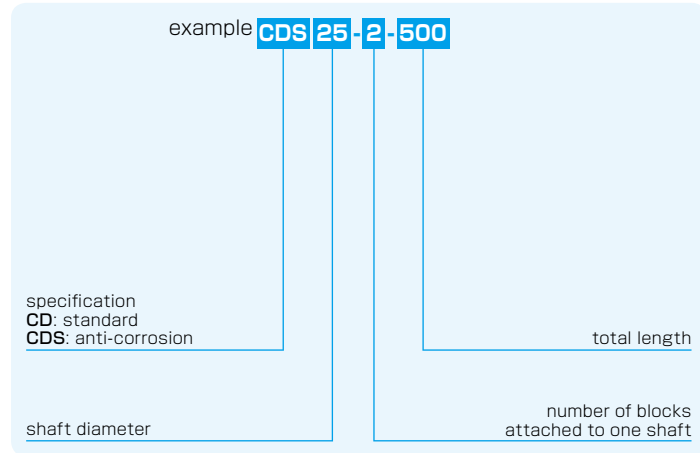 example CDS 25 - 2 - 500
specification
CD: standard
CDS: anti-corrosion
total length
shaft diameter
number of blocks
attached to one shaft